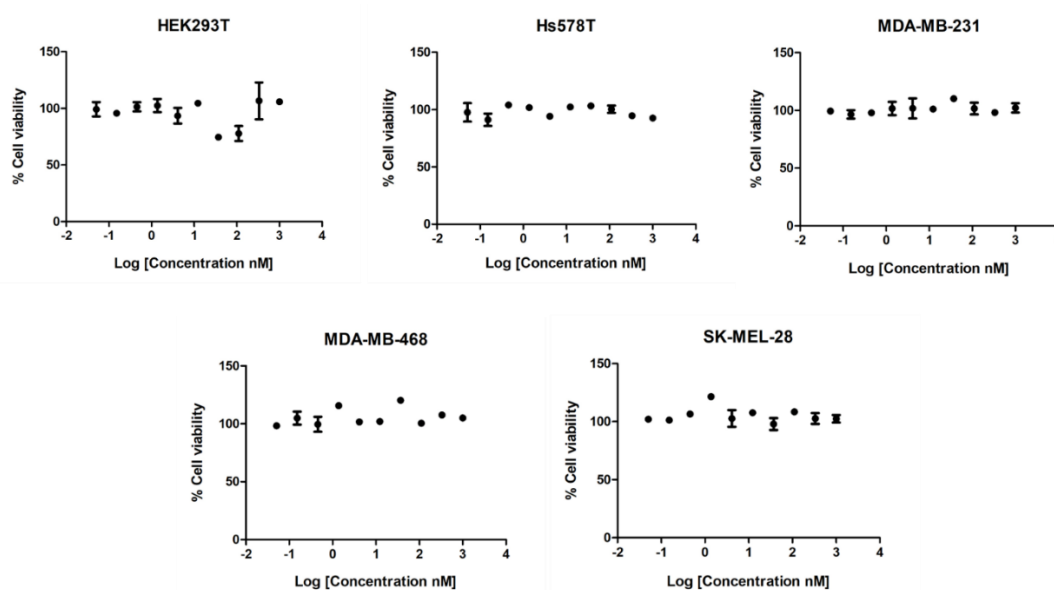 HEK293T
150
100
50
0
-2 -1 0 1 2 3 4
% Cell viability
Log [Concentration nM]
Hs578T
150
100
50
0
-2 -1 0 1 2 3 4
% Cell viability
Log [Concentration nM]
MDA-MB-231
150
100
50
0
-2 -1 0 1 2 3
% Cell viability
Log [Concentration nM]
MDA-MB-468
150
100
50
0
-2 -1 0 1 2 3 4
% Cell viability
Log [Concentration nM]
SK-MEL-28
150
100
50
0
-2 -1 0 1 2 3 4
% Cell viability
Log [Concentration nM]